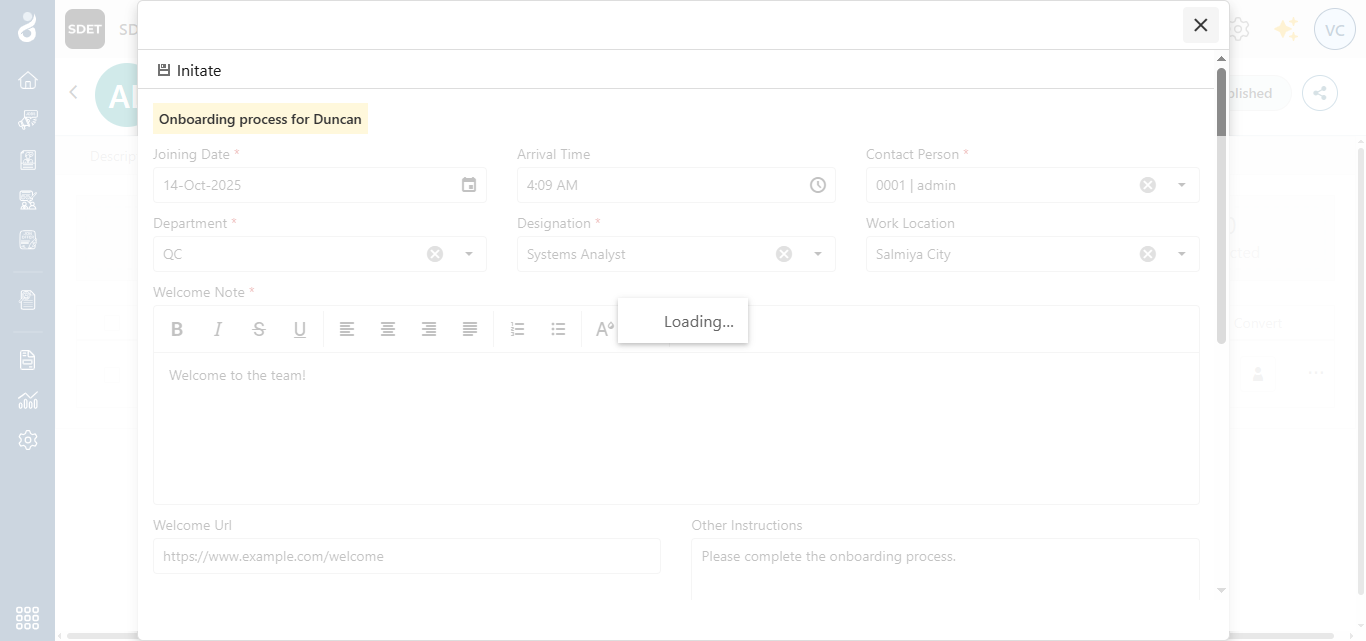 SDET
SD
VC
Initate
blished
Onboarding process for Duncan
Joining Date *
Arrival Time
Contact Person *
14-Oct-2025
4:09 AM
0001 | admin
Department *
Designation *
Work Location
QC
Systems Analyst
Salmiya City
Welcome Note *
B I S U
Loading...
Convert
Welcome to the team!
Welcome Url
Other Instructions
https://www.example.com/welcome
Please complete the onboarding process.